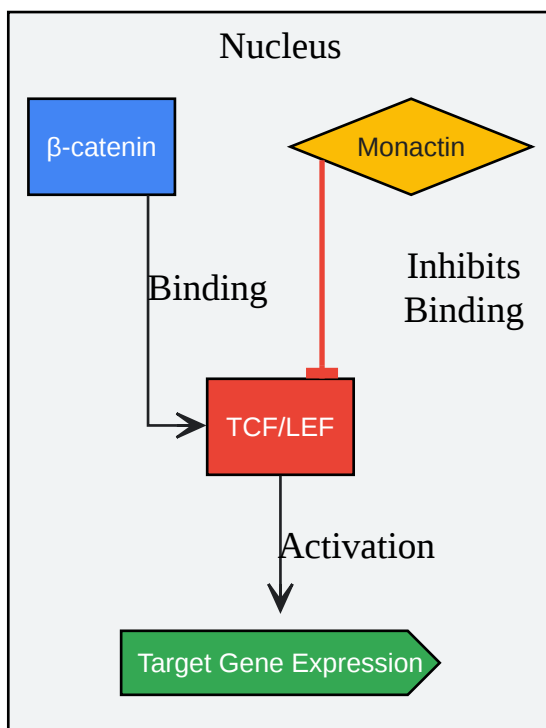 Nucleus
β-catenin
Monactin
Binding
Inhibits
Binding
TCF/LEF
Activation
Target Gene Expression